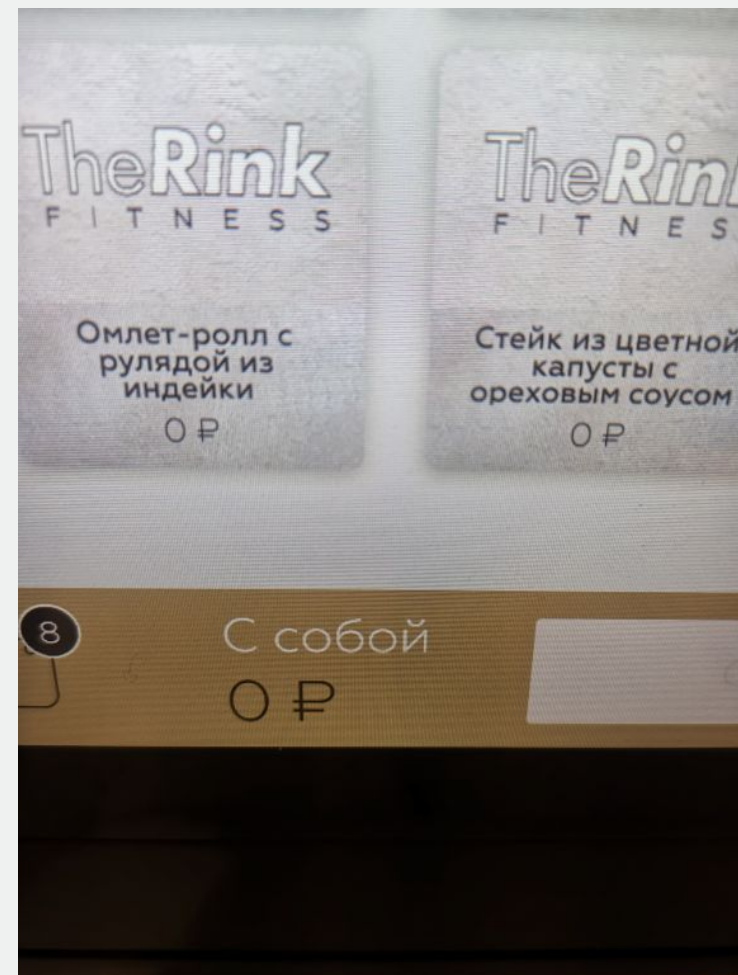 TheRink
FITNESS
Омлет-ролл с
рулядой из
индейки
0 ₽
TheRink
FITNESS
Стейк из цветной
капусты с
ореховым соусом
0 ₽
8
С собой
0 ₽